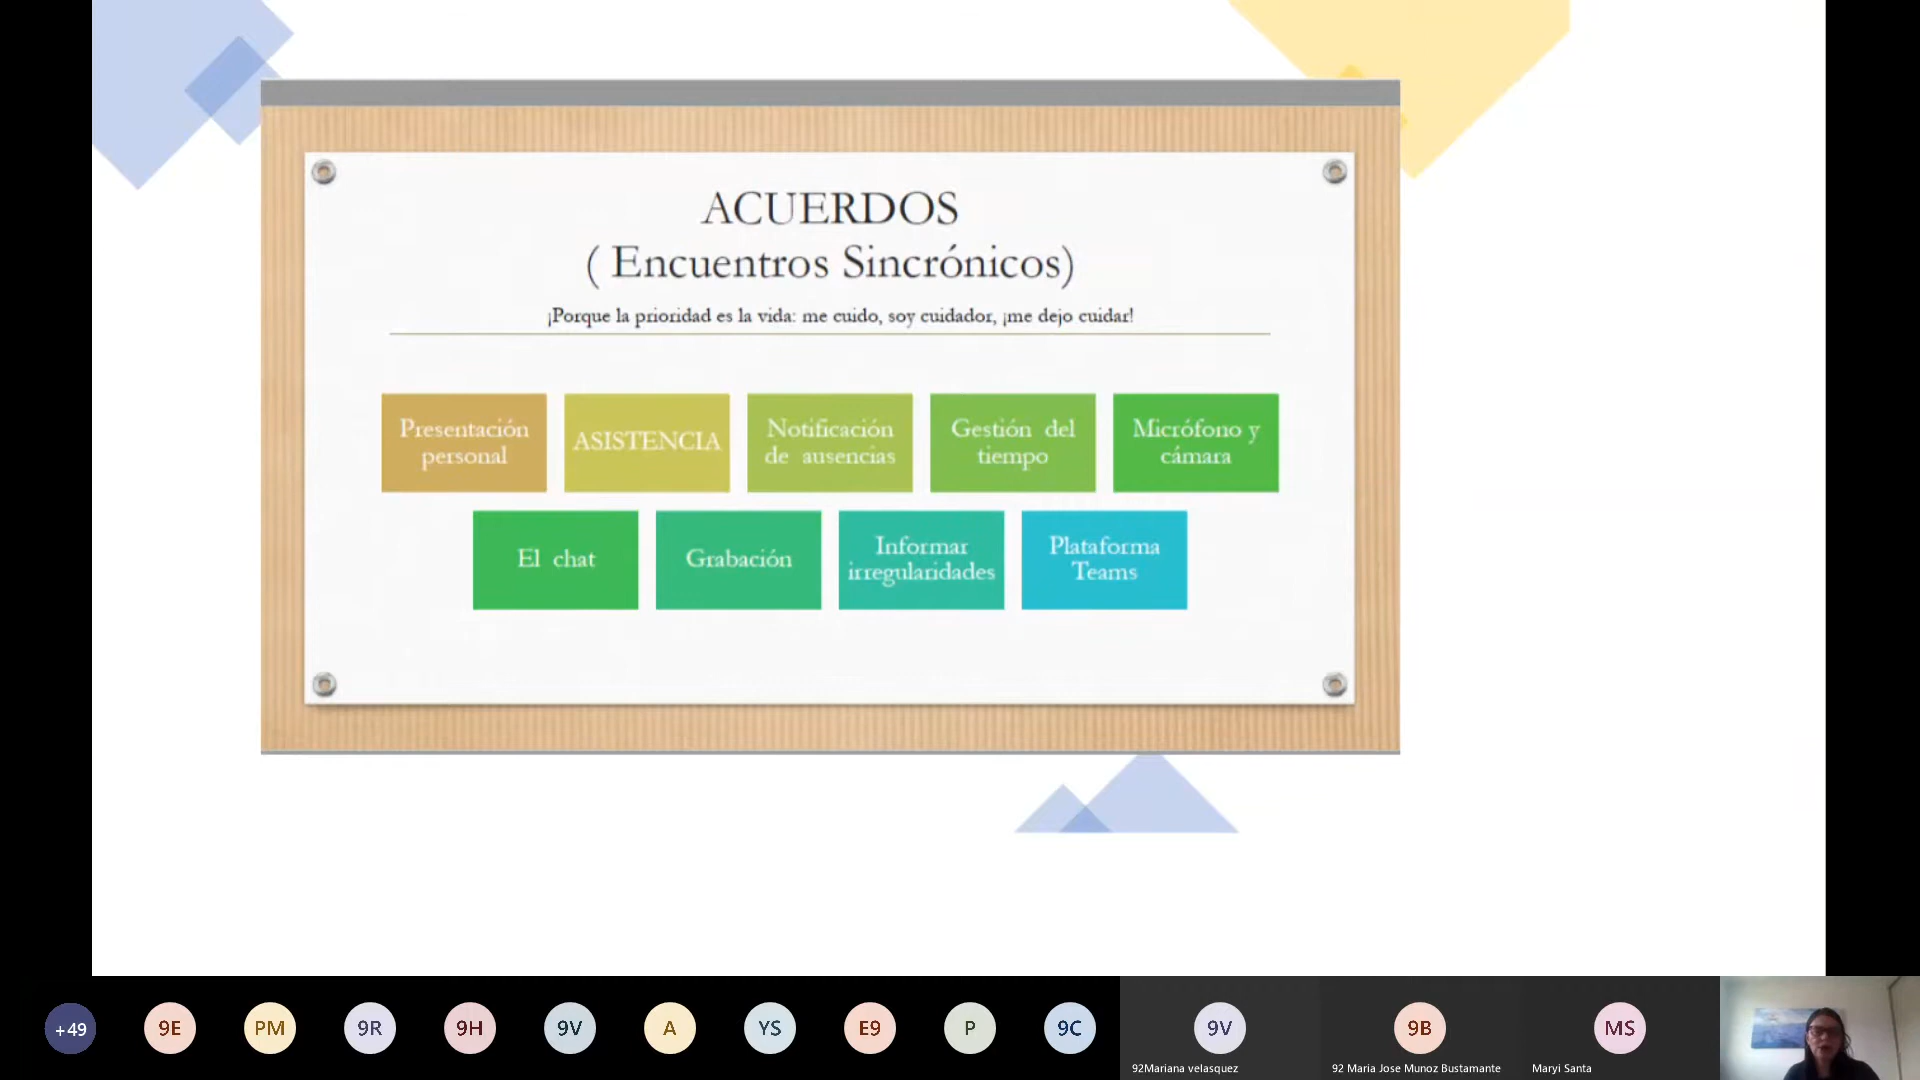 ACUERDOS
( Encuentros Sincrónicos)
¡Porque la prioridad es la vida: me cuido, soy cuidador, ¡me dejo cuidar!
Presentación
personal
ASISTENCIA
Notificación
de ausencias
Gestión del
tiempo
Micrófono y
cámara
El chat
Grabación
Informar
irregularidades
Plataforma
Teams
+49
9E
PM
9R
9H
9V
A
YS
E9
P
9C
9V
92Mariana velasquez
9B
92 Maria Jose Munoz Bustamante
MS
Maryi Santa